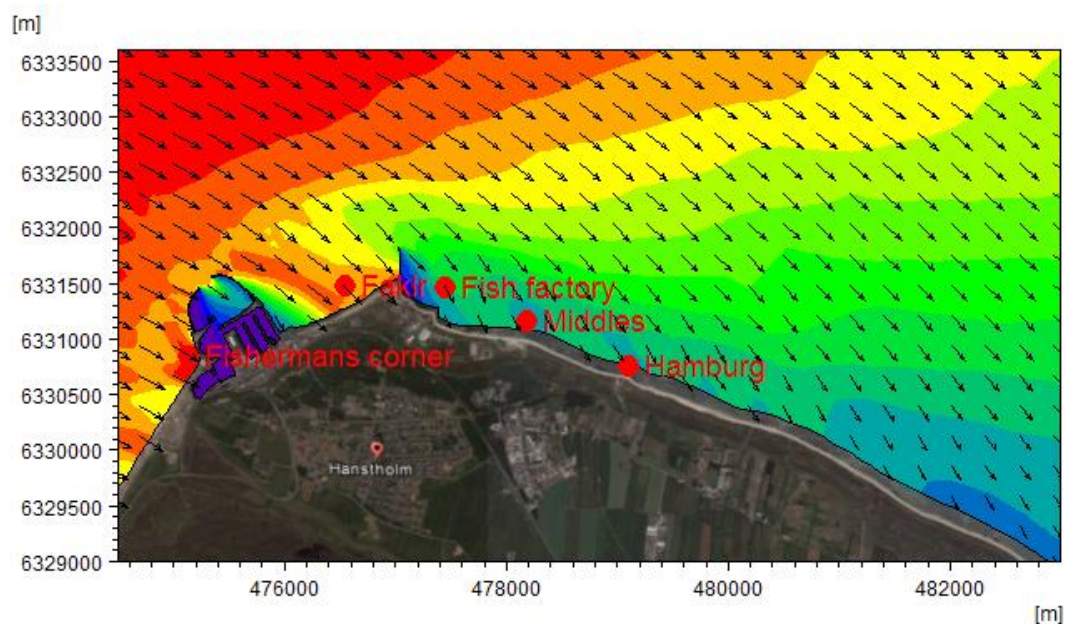 [m]
6333500
6333000
6332500
6332000
6331500
6331000
6330500
6330000
6329500
6329000
Fakir
Fish factory
Middles
Fishermans corner
Hamburg
Hanstholm
476000
478000
480000
482000
[m]